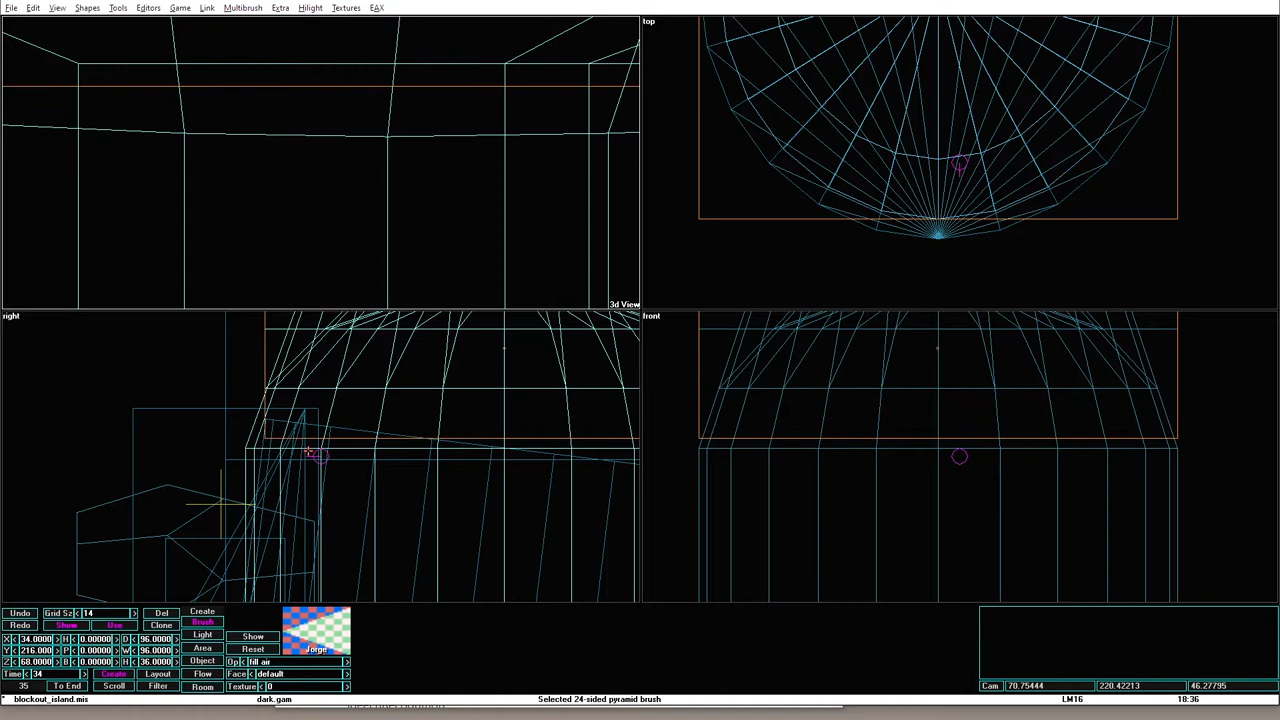 File Edit View Shapes Tools Editors Game Link Multibrush Extra Hilight Textures EAX
top
3d View
right
front
Undo Grid Sz < 14 > Del Create
Redo Show Use Clone Brush
X < 34.0000 > H < 0.00000 > D < 96.0000 > Light Show
Y < 216.000 > P < 0.00000 > W < 96.0000 > Area Reset
Z < 68.0000 > B < 0.00000 > H < 36.0000 > Object Op < fill air >
Time < 34 > Create Layout Flow Face < default >
35 To End Scroll Filter Room Texture < 0 >
Jorge
Cam 70.75444 220.42213 46.27795
* blockout_island.mis dark.gam Selected 24-sided pyramid brush LM16 18:36